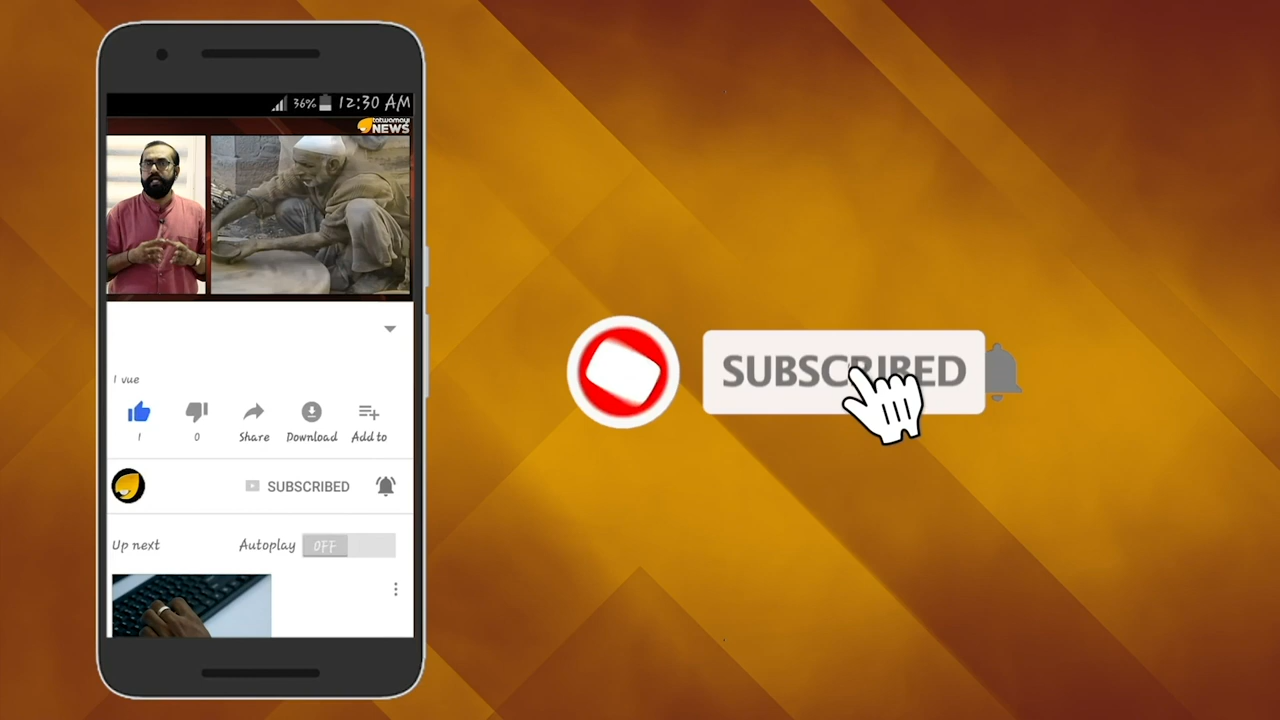 36% 12:30 AM
tatwamayi
NEWS
1 vue
1
0
Share
Download
Add to
SUBSCRIBED
Up next
Autoplay
OFF
SUBSCRIBED